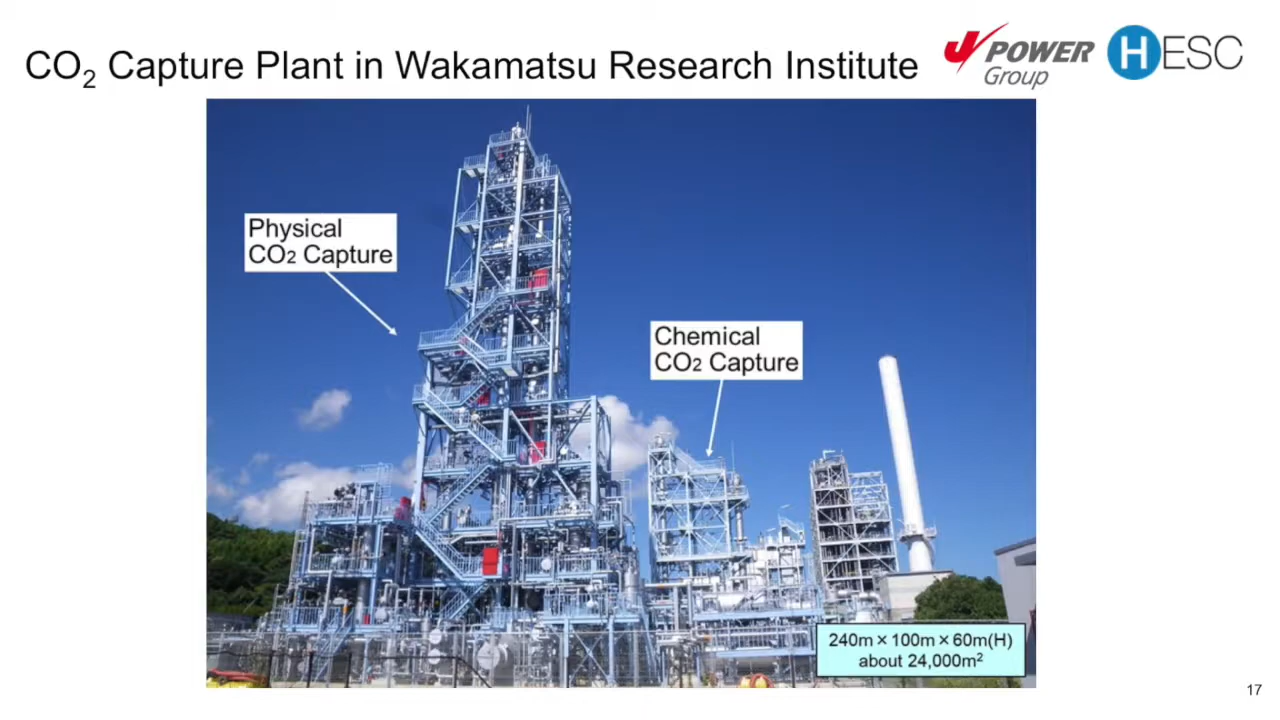 CO₂ Capture Plant in Wakamatsu Research Institute
J POWER
Group
HESC
Physical
CO₂ Capture
Chemical
CO₂ Capture
240m × 100m × 60m(H)
about 24,000m²
17